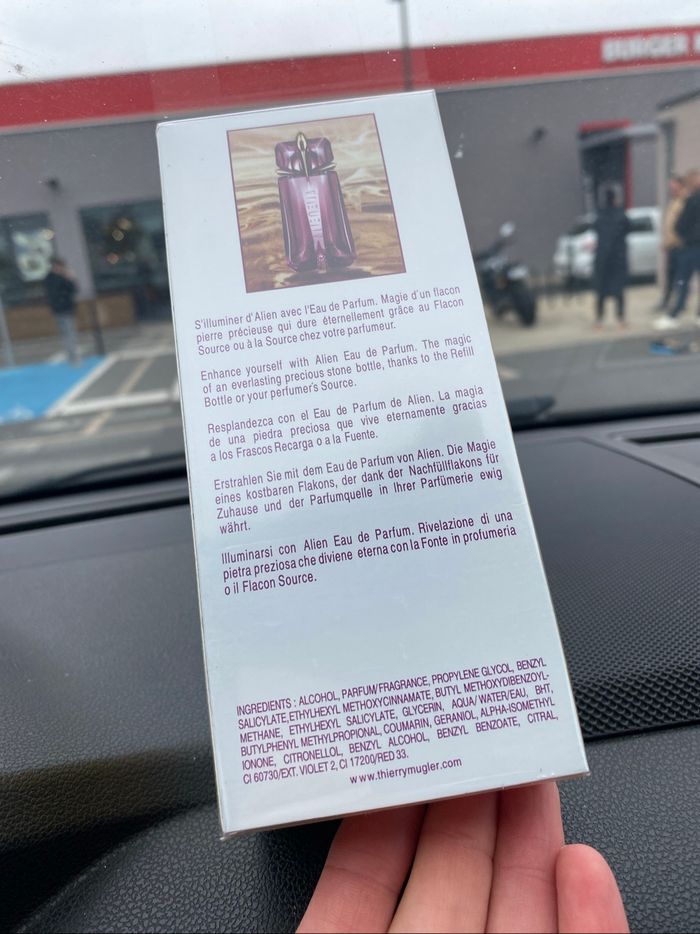 BURGER
ALIEN
S'illuminer d'Alien avec l'Eau de Parfum. Magie d'un flacon
pierre précieuse qui dure éternellement grâce au Flacon
Source ou à la Source chez votre parfumeur.
Enhance yourself with Alien Eau de Parfum. The magic
of an everlasting precious stone bottle, thanks to the Refill
Bottle or your perfumer's Source.
Resplandezca con el Eau de Parfum de Alien. La magia
de una piedra preciosa que vive eternamente gracias
a los Frascos Recarga o a la Fuente.
Erstrahlen Sie mit dem Eau de Parfum von Alien. Die Magie
eines kostbaren Flakons, der dank der Nachfüllflakons für
Zuhause und der Parfumquelle in Ihrer Parfümerie ewig
währt.
Illuminarsi con Alien Eau de Parfum. Rivelazione di una
pietra preziosa che diviene eterna con la Fonte in profumeria
o il Flacon Source.
INGREDIENTS : ALCOHOL, PARFUM/FRAGRANCE, PROPYLENE GLYCOL, BENZYL
SALICYLATE, ETHYLHEXYL METHOXYCINNAMATE, BUTYL METHOXYDIBENZOYL-
METHANE, ETHYLHEXYL SALICYLATE, GLYCERIN, AQUA/WATER/EAU, BHT,
BUTYLPHENYL METHYLPROPIONAL, COUMARIN, GERANIOL, ALPHA-ISOMETHYL
IONONE, CITRONELLOL, BENZYL ALCOHOL, BENZYL BENZOATE, CITRAL,
CI 60730/EXT. VIOLET 2, CI 17200/RED 33.
www.thierrymugler.com